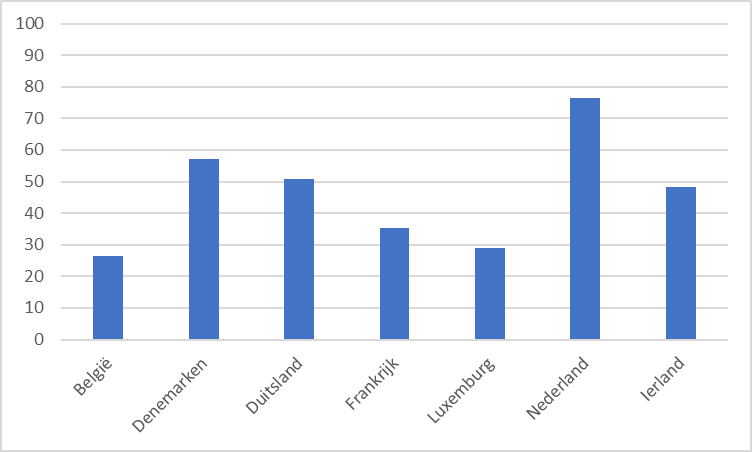 100
90
80
70
60
50
40
30
20
10
0
België
Denemarken
Duitsland
Frankrijk
Luxemburg
Nederland
Ierland